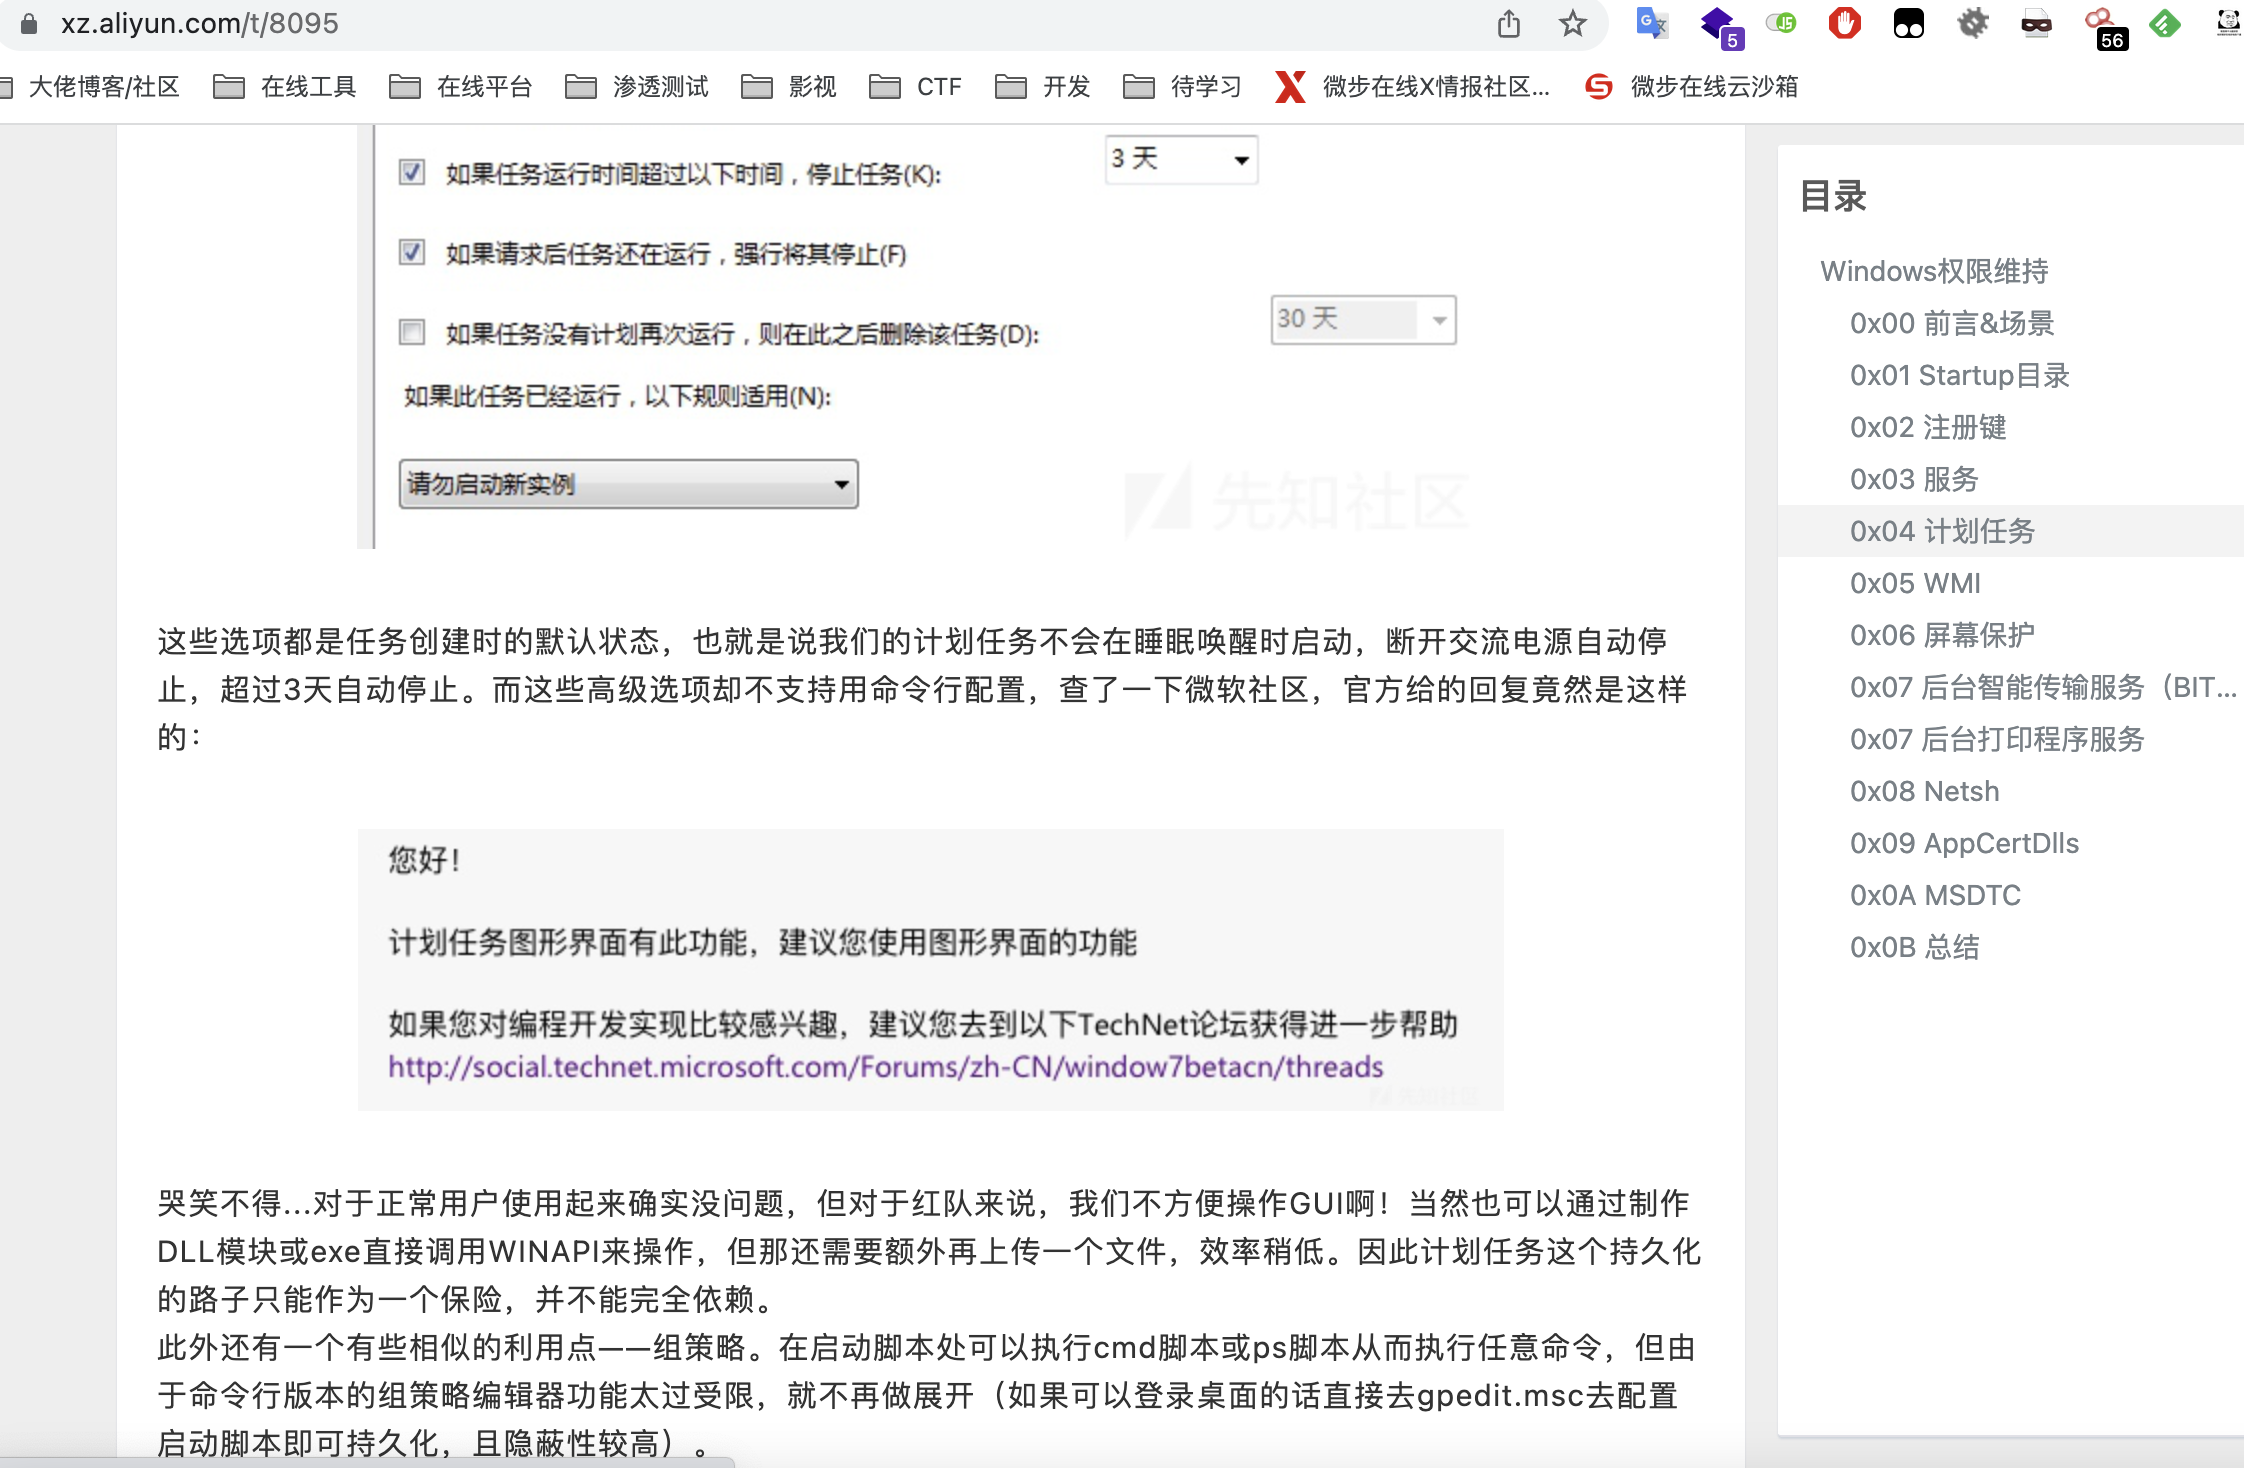 xz.aliyun.com/t/8095
5
56
大佬博客/社区 在线工具 在线平台 渗透测试 影视 CTF 开发 待学习 微步在线X情报社区... 微步在线云沙箱
如果任务运行时间超过以下时间，停止任务(K): 3 天
如果请求后任务还在运行，强行将其停止(F)
如果任务没有计划再次运行，则在此之后删除该任务(D): 30 天
如果此任务已经运行，以下规则适用(N):
请勿启动新实例
先知社区
这些选项都是任务创建时的默认状态，也就是说我们的计划任务不会在睡眠唤醒时启动，断开交流电源自动停
止，超过3天自动停止。而这些高级选项却不支持用命令行配置，查了一下微软社区，官方给的回复竟然是这样
的：
您好！
计划任务图形界面有此功能，建议您使用图形界面的功能
如果您对编程开发实现比较感兴趣，建议您去到以下TechNet论坛获得进一步帮助
http://social.technet.microsoft.com/Forums/zh-CN/window7betacn/threads
先知社区
哭笑不得...对于正常用户使用起来确实没问题，但对于红队来说，我们不方便操作GUI啊！当然也可以通过制作
DLL模块或exe直接调用WINAPI来操作，但那还需要额外再上传一个文件，效率稍低。因此计划任务这个持久化
的路子只能作为一个保险，并不能完全依赖。
此外还有一个有些相似的利用点——组策略。在启动脚本处可以执行cmd脚本或ps脚本从而执行任意命令，但由
于命令行版本的组策略编辑器功能太过受限，就不再做展开（如果可以登录桌面的话直接去gpedit.msc去配置
启动脚本即可持久化，且隐蔽性较高）。
目录
Windows权限维持
0x00 前言&场景
0x01 Startup目录
0x02 注册键
0x03 服务
0x04 计划任务
0x05 WMI
0x06 屏幕保护
0x07 后台智能传输服务（BIT...
0x07 后台打印程序服务
0x08 Netsh
0x09 AppCertDlls
0x0A MSDTC
0x0B 总结